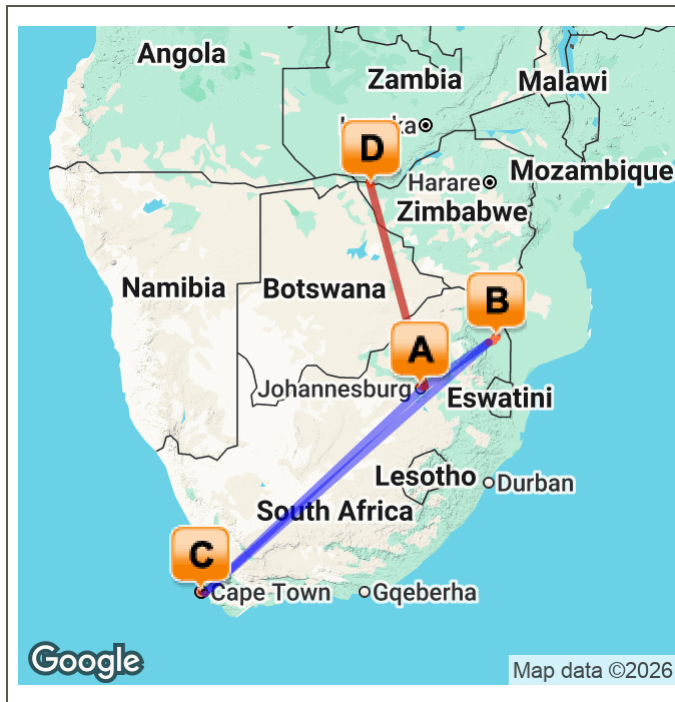 Angola
Zambia
Malawi
D
Mozambique
Harare
Zimbabwe
Namibia
Botswana
B
A
Johannesburg
Eswatini
Lesotho
Durban
South Africa
C
Cape Town
Gqeberha
Google
Map data ©2026